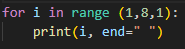 for i in range (1,8,1):
    print(i, end=" ")